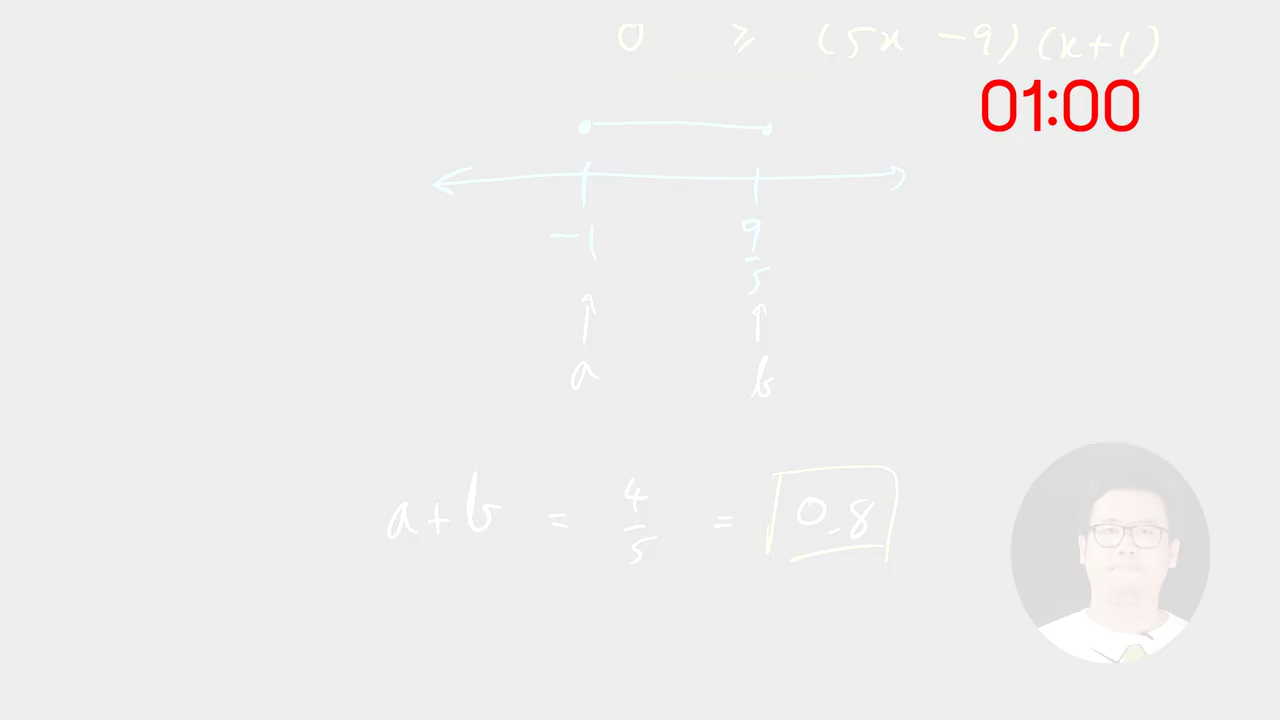 0 ⩾ (5x - 9)(x+1)
01:00
-1 9/5
a b
a+b = 4/5 = 0.8